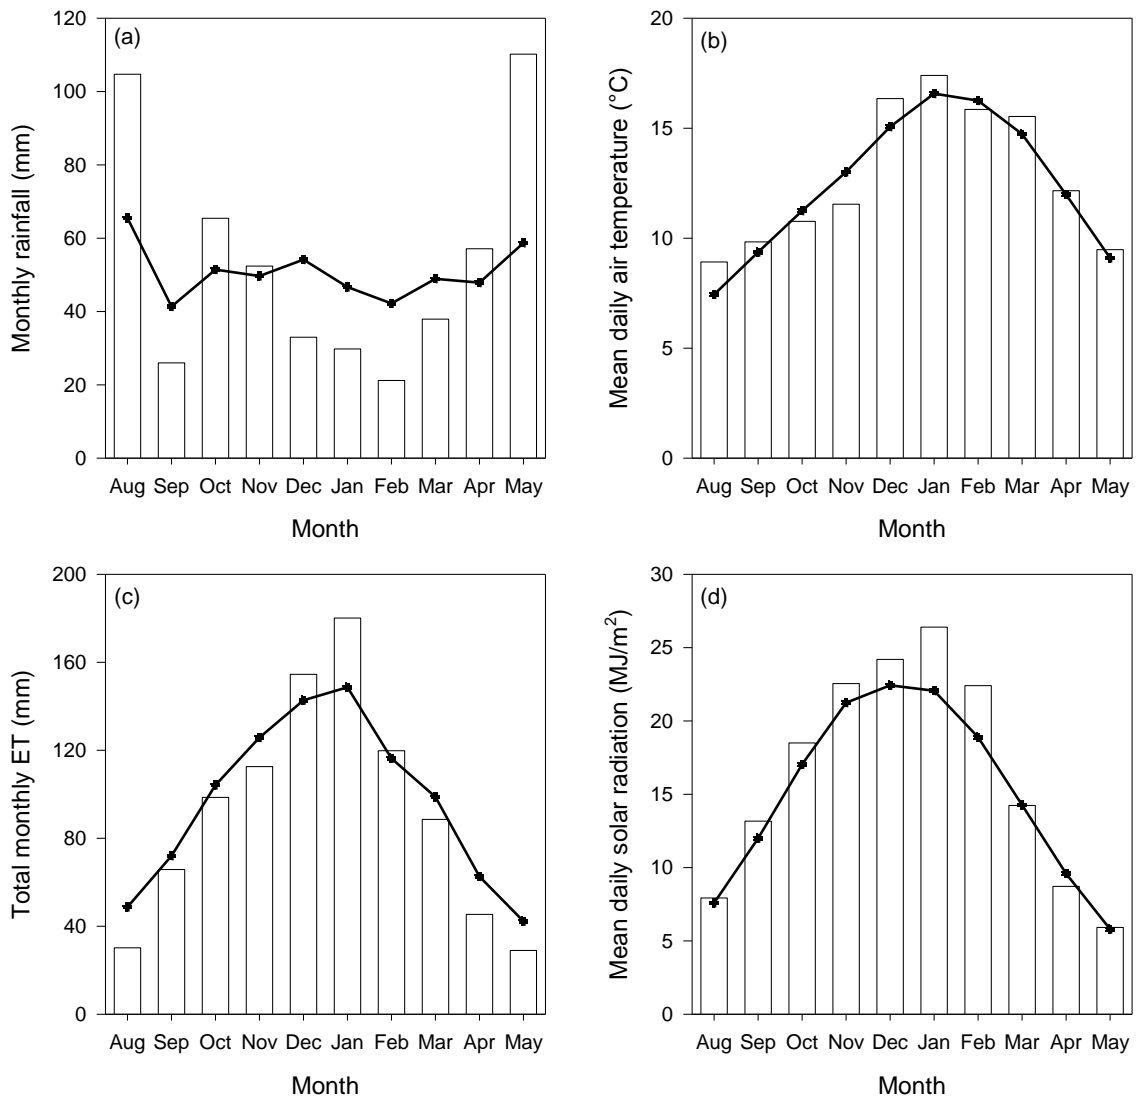 (a)
Monthly rainfall (mm)
120
100
80
60
40
20
0
Aug Sep Oct Nov Dec Jan Feb Mar Apr May
Month
(b)
Mean daily air temperature (°C)
20
15
10
5
0
Aug Sep Oct Nov Dec Jan Feb Mar Apr May
Month
(c)
Total monthly ET (mm)
200
160
120
80
40
0
Aug Sep Oct Nov Dec Jan Feb Mar Apr May
Month
(d)
Mean daily solar radiation (MJ/m²)
30
25
20
15
10
5
0
Aug Sep Oct Nov Dec Jan Feb Mar Apr May
Month